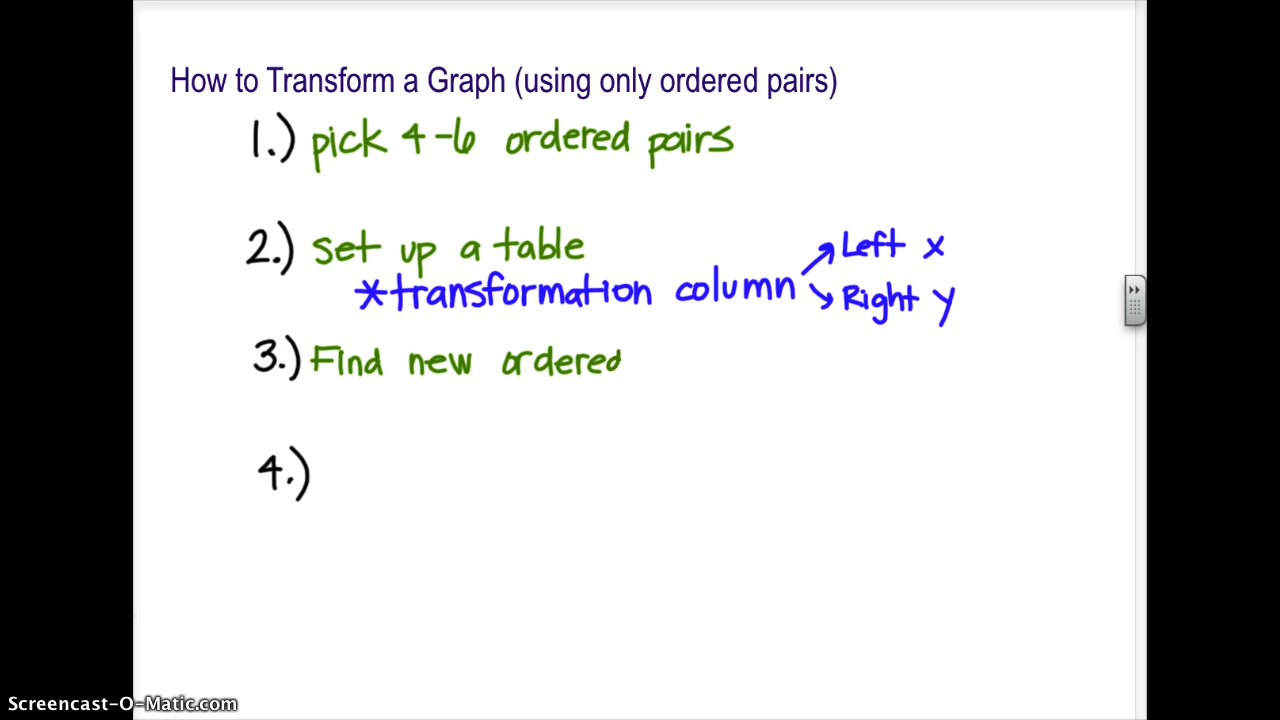 How to Transform a Graph (using only ordered pairs)
1.) pick 4-6 ordered pairs
2.) set up a table
Left x
*transformation column
Right y
3.) Find new ordered
4.)
Screencast-O-Matic.com